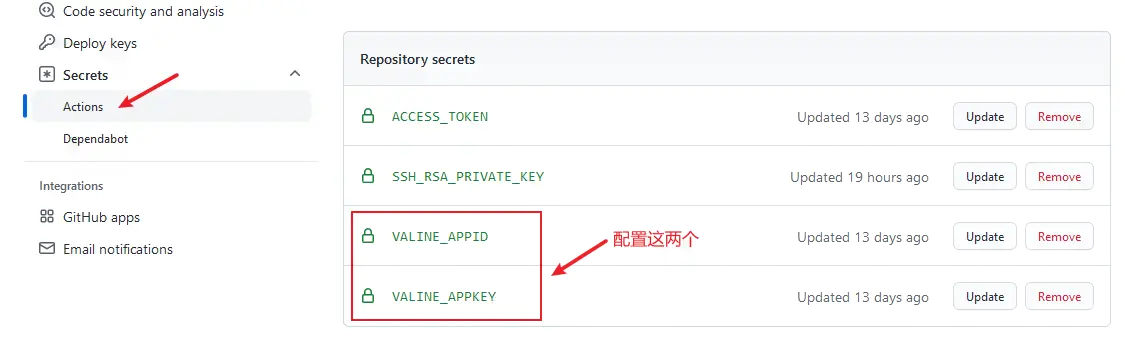 Code security and analysis
Deploy keys
Secrets
Actions
Dependabot
Integrations
GitHub apps
Email notifications
Repository secrets
ACCESS_TOKEN Updated 13 days ago Update Remove
SSH_RSA_PRIVATE_KEY Updated 19 hours ago Update Remove
VALINE_APPID Updated 13 days ago Update Remove
配置这两个
VALINE_APPKEY Updated 13 days ago Update Remove